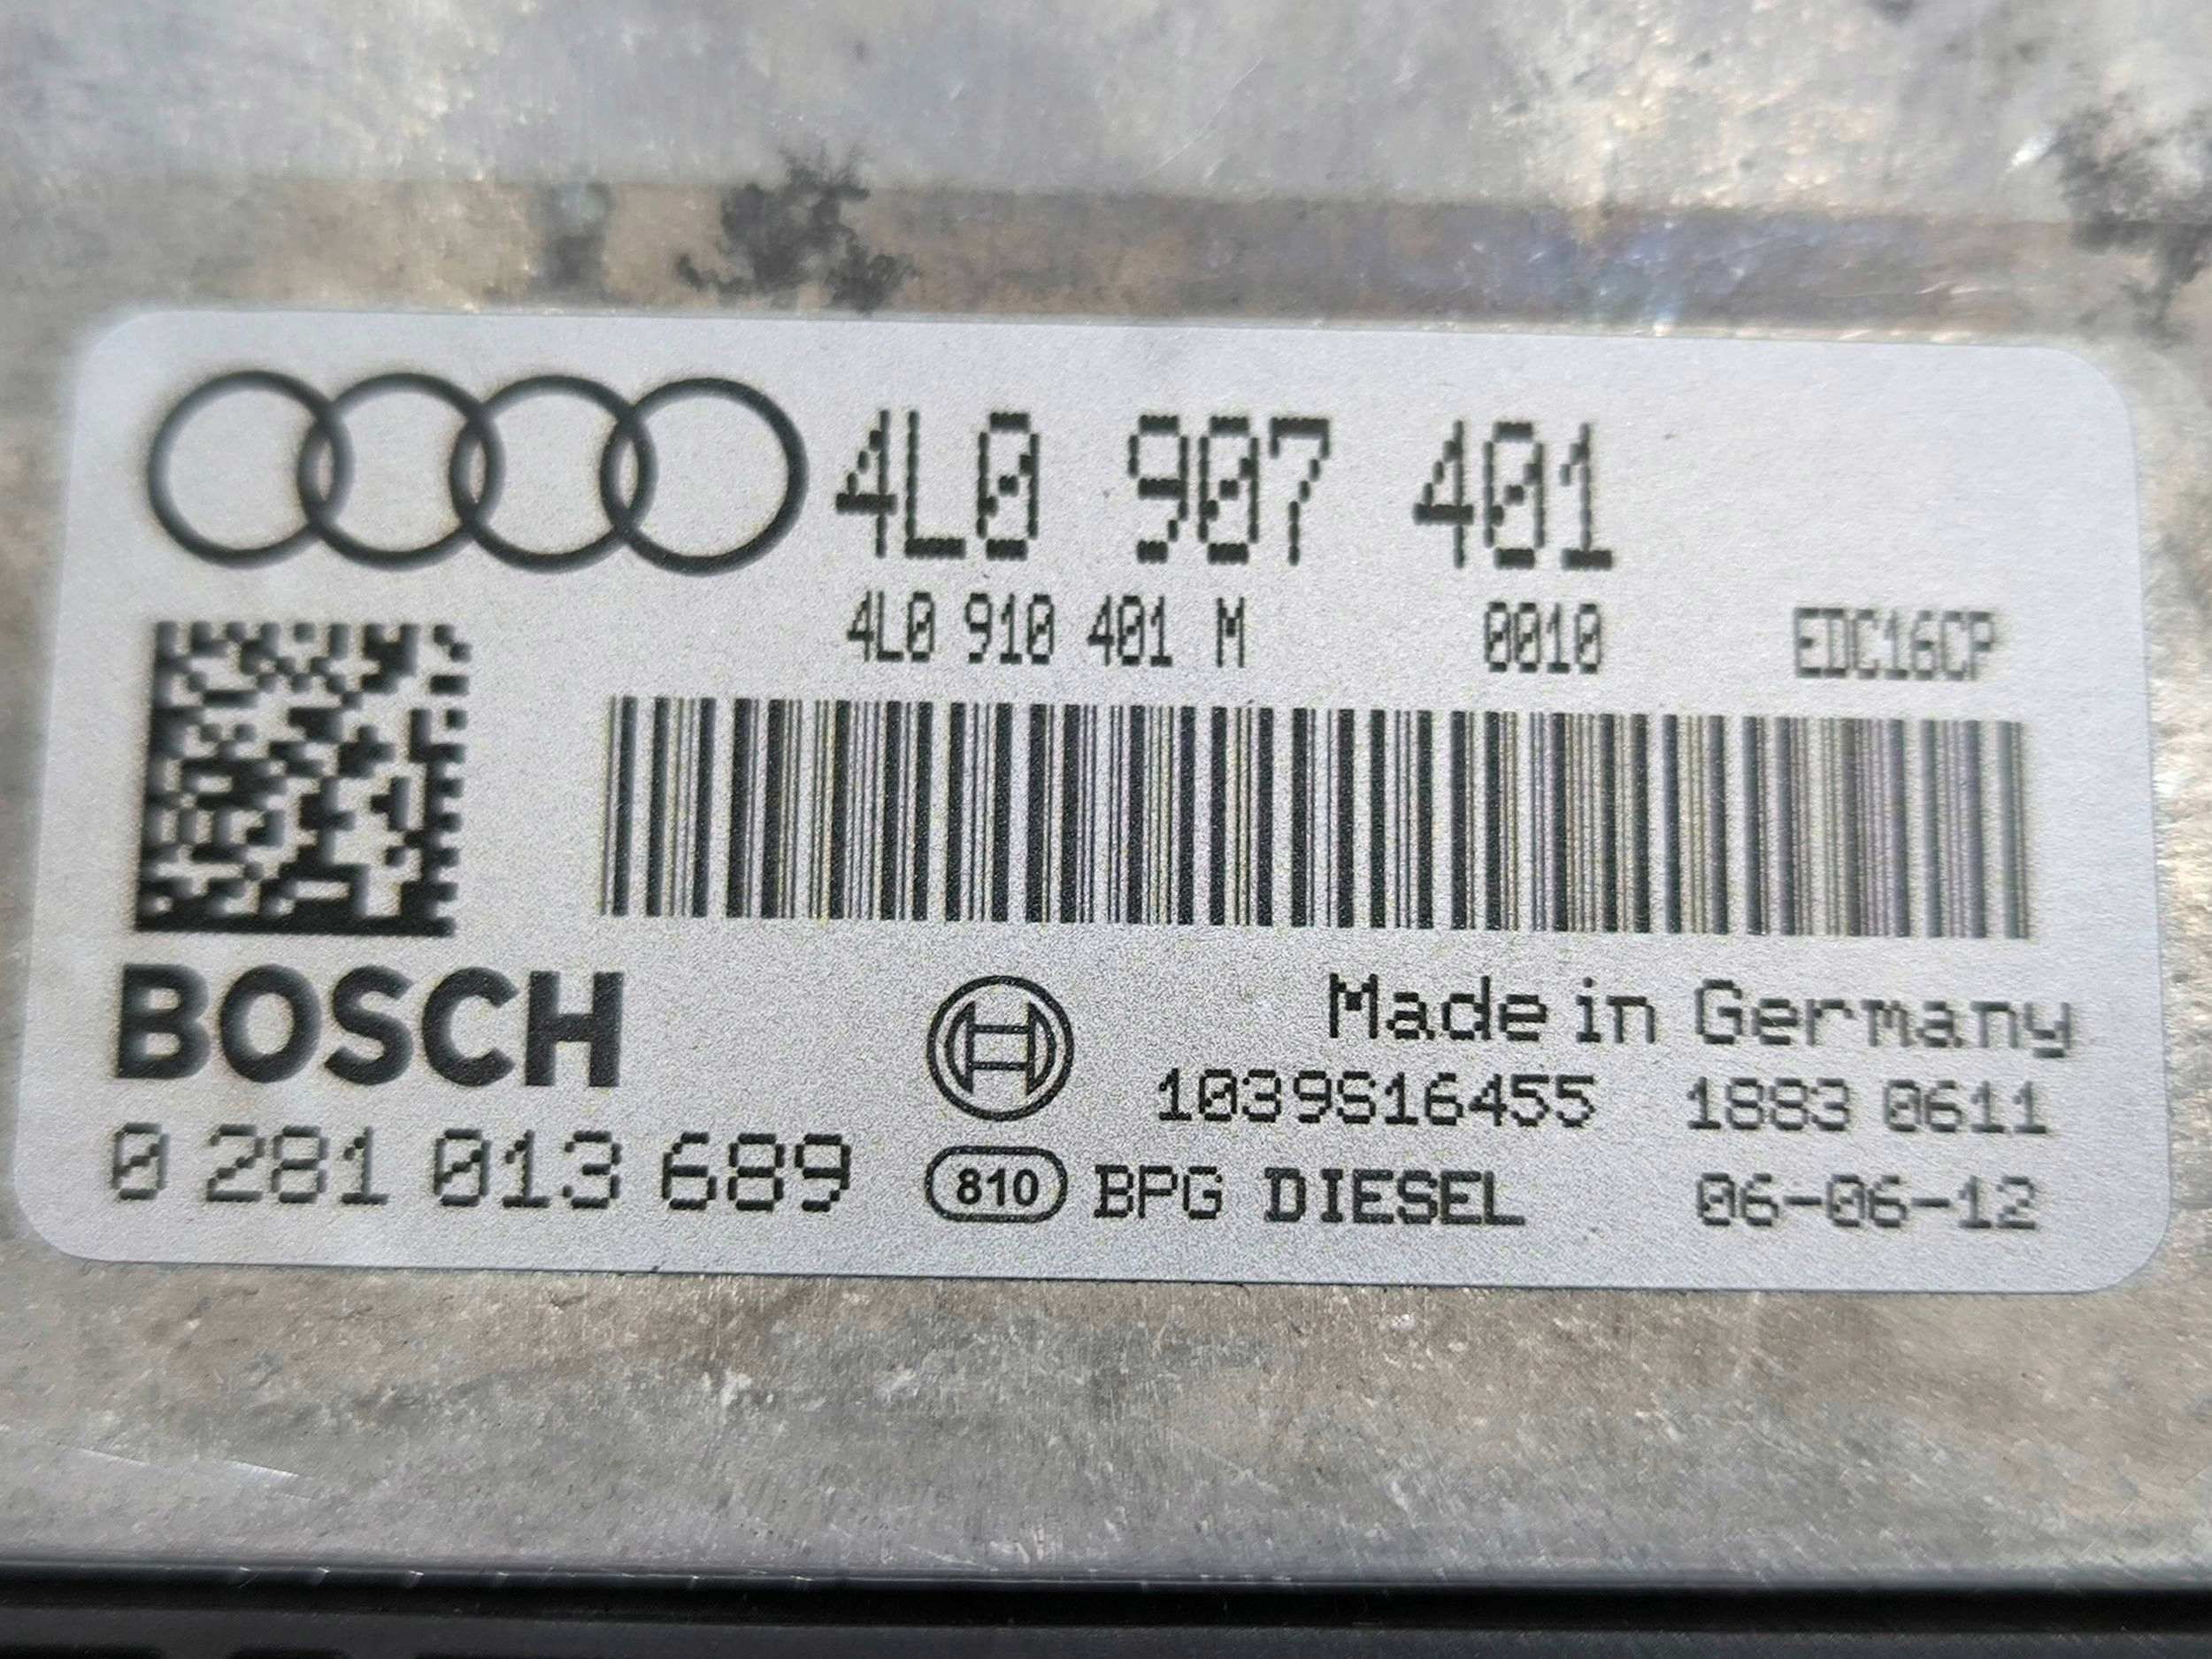 4L0 907 401
4L0 910 401 M 0010 EDC16CP
BOSCH
Made in Germany
1039S16455 1883 0611
0 281 013 689
810 BPG DIESEL 06-06-12